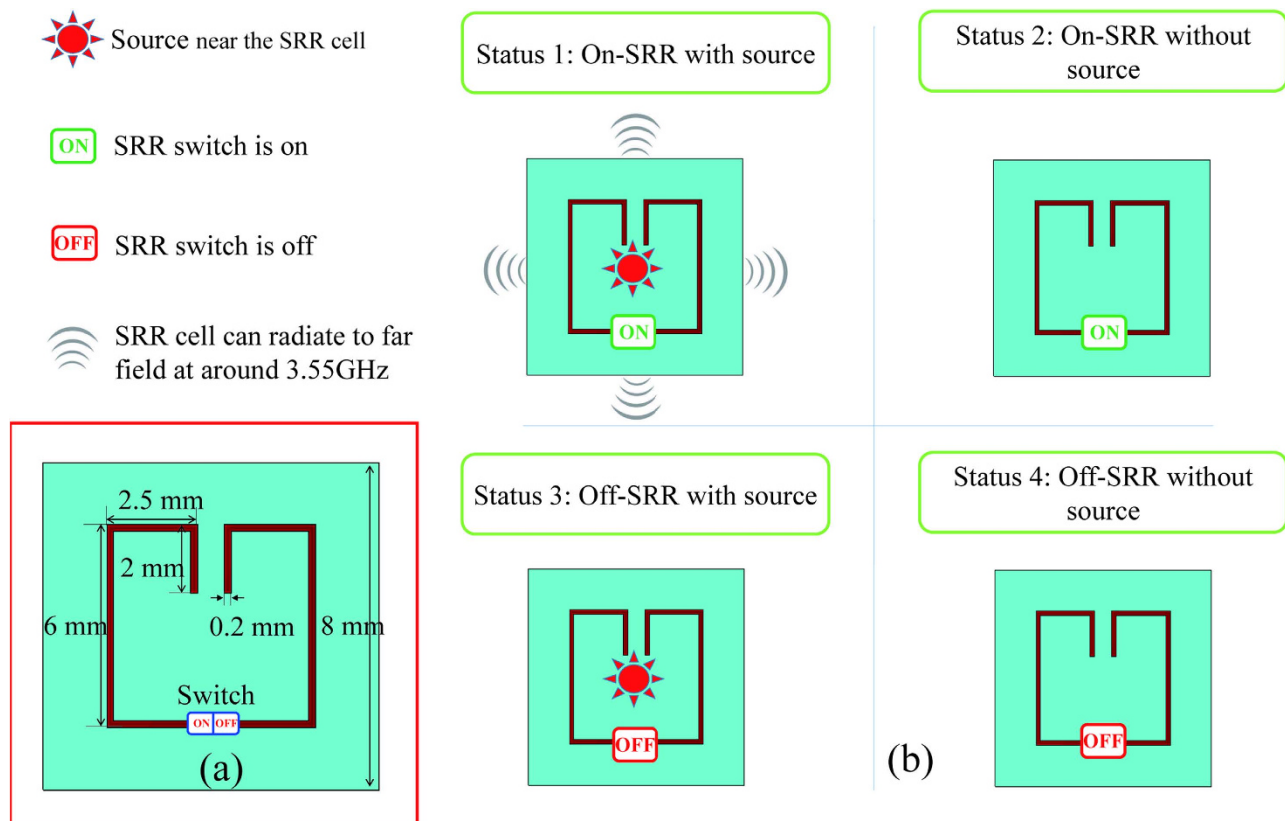 Source near the SRR cell
ON
SRR switch is on
OFF
SRR switch is off
SRR cell can radiate to far
field at around 3.55GHz
2.5 mm
2 mm
6 mm
0.2 mm
8 mm
Switch
ON OFF
(a)
Status 1: On-SRR with source
ON
Status 2: On-SRR without
source
ON
Status 3: Off-SRR with source
OFF
Status 4: Off-SRR without
source
OFF
(b)